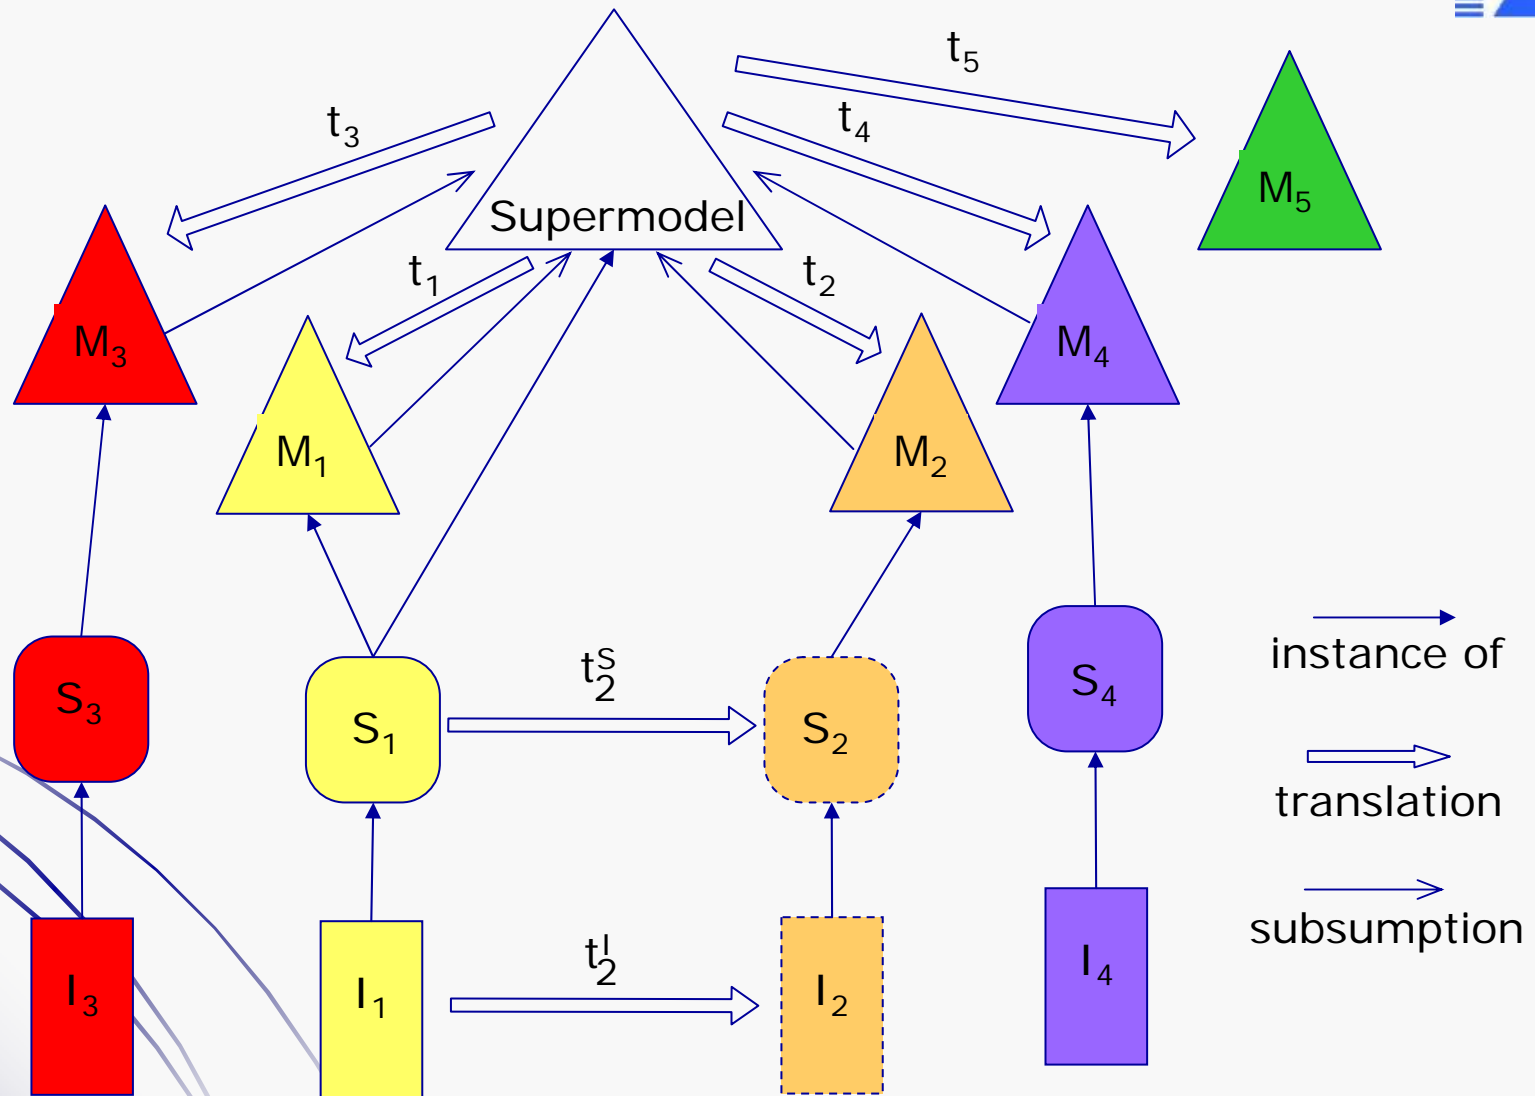 t5
t3
t4
M5
Supermodel
t1
t2
M3
M4
M1
M2
instance of
S3
S1
t2S
S2
S4
translation
subsumption
I3
I1
t2I
I2
I4